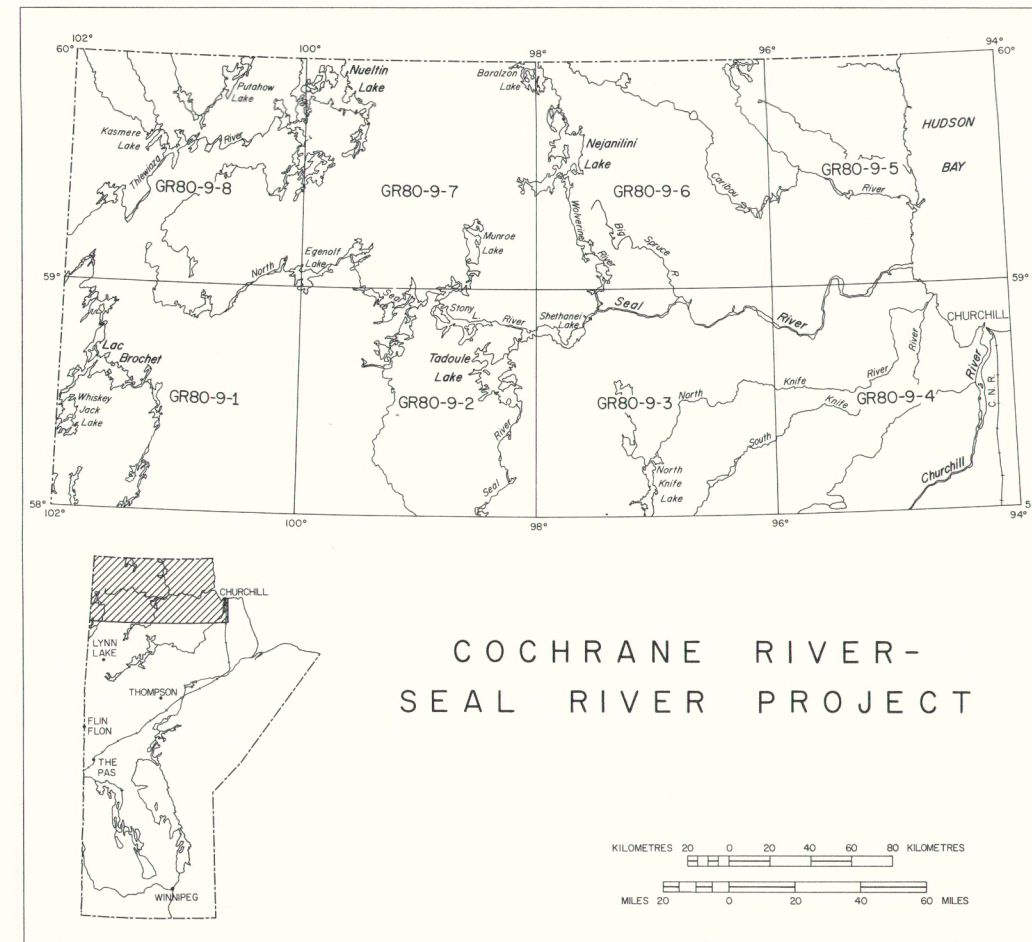 102°
100°
98°
96°
94°
60°
60°
Nueltin
Lake
Baralzon
Lake
Putahow
Lake
Kasmere
Lake
River
Thlewiaza
HUDSON
BAY
Nejanilini
Lake
GR80-9-8
GR80-9-7
GR80-9-6
GR80-9-5
Caribou
River
Wolverine
River
Big
Spruce
R.
Munroe
Lake
Egenolf
Lake
North
59°
59°
Seal
Stony
L.
River
Shethanei
Lake
Seal
River
CHURCHILL
Lac
Brochet
Tadoule
Lake
Whiskey
Jack
Lake
GR80-9-1
GR80-9-2
GR80-9-3
GR80-9-4
North
Knife
River
River
South
Knife
River
C.N.R.
River
Seal
North
Knife
Lake
Churchill
58°
102°
100°
98°
96°
94°
CHURCHILL
LYNN
LAKE
THOMPSON
FLIN
FLON
THE
PAS
WINNIPEG
COCHRANE RIVER-
SEAL RIVER PROJECT
KILOMETRES 20 0 20 40 60 80 KILOMETRES
MILES 20 0 20 40 60 MILES